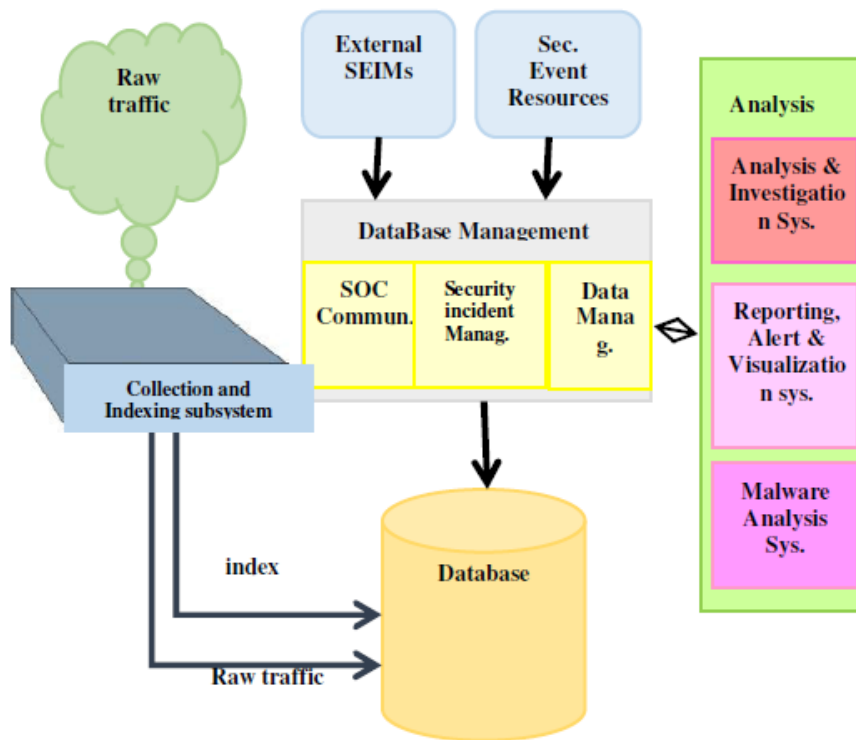 Raw
traffic
External
SEIMs
Sec.
Event
Resources
Analysis
Analysis &
Investigatio
n Sys.
DataBase Management
SOC
Commun.
Security
incident
Manag.
Data
Mana
g.
Reporting,
Alert &
Visualizatio
n sys.
Collection and
Indexing subsystem
Malware
Analysis
Sys.
index
Database
Raw traffic